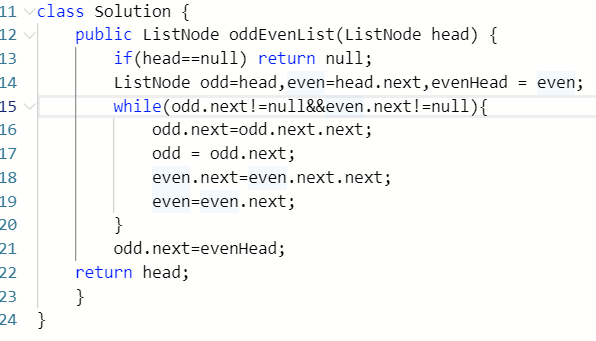 11 class Solution {
12 public ListNode oddEvenList(ListNode head) {
13 if(head==null) return null;
14 ListNode odd=head,even=head.next,evenHead = even;
15 while(odd.next!=null&&even.next!=null){
16 odd.next=odd.next.next;
17 odd = odd.next;
18 even.next=even.next.next;
19 even=even.next;
20 }
21 odd.next=evenHead;
22 return head;
23 }
24 }